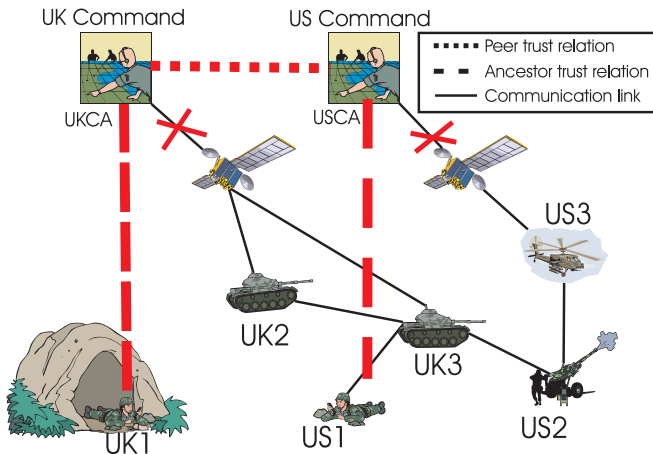 UK Command
US Command
Peer trust relation
Ancestor trust relation
Communication link
UKCA
USCA
US3
UK2
UK3
UK1
US1
US2